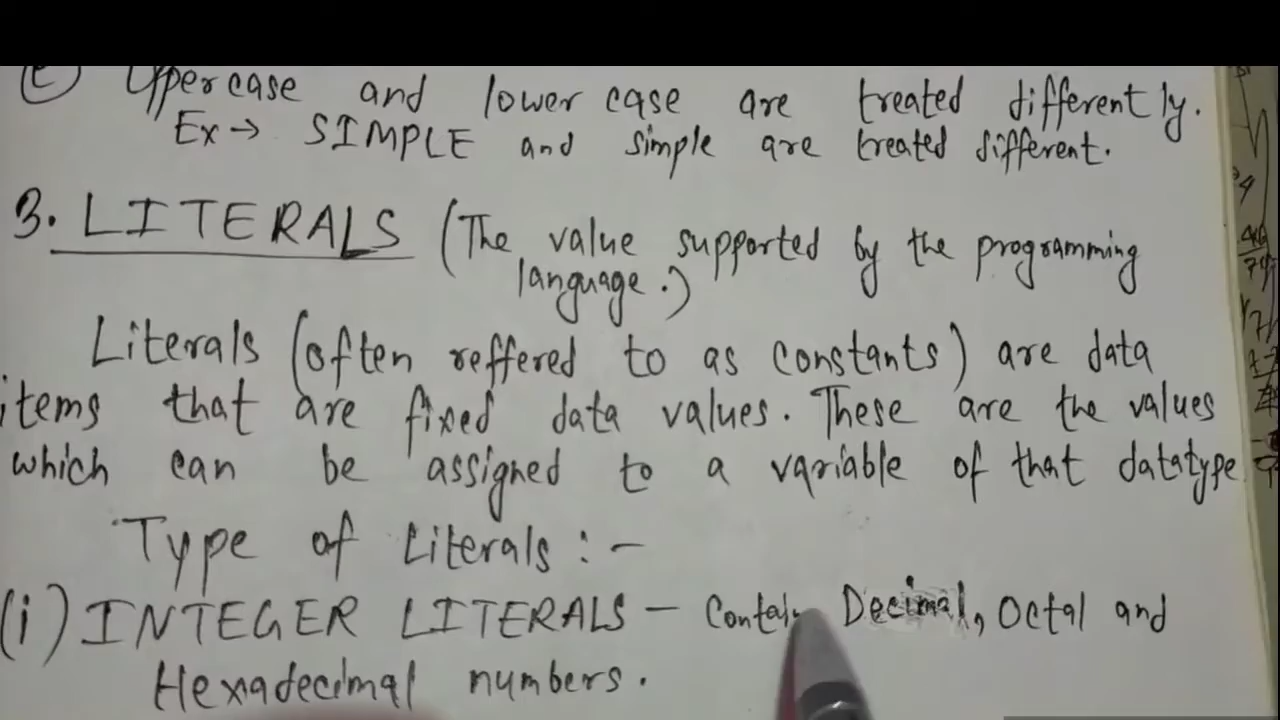 (c) Uppercase and lower case are treated differently.
Ex → SIMPLE and simple are treated different.
3. LITERALS (The value supported by the programming
language.)
Literals (often reffered to as constants) are data
items that are fixed data values. These are the values
which can be assigned to a variable of that datatype
Type of Literals : -
(i) INTEGER LITERALS - Contain Decimal, Octal and
Hexadecimal numbers.